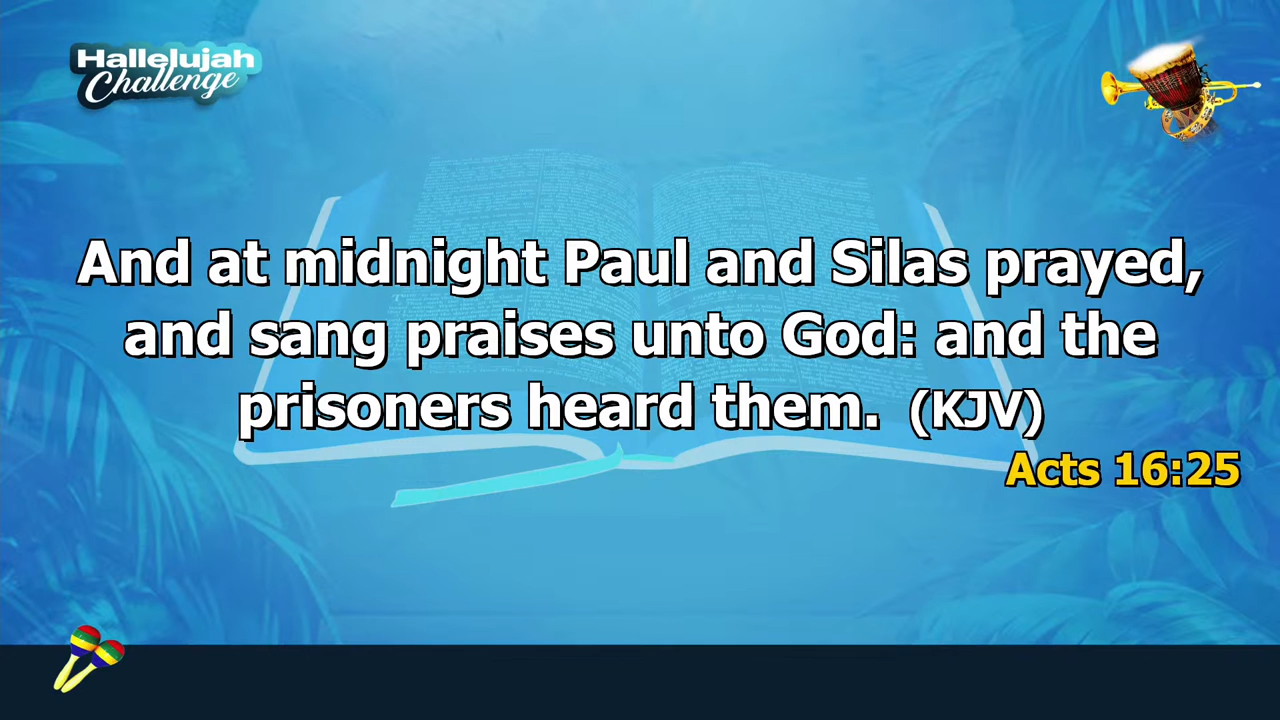 Hallelujah
Challenge
And at midnight Paul and Silas prayed,
and sang praises unto God: and the
prisoners heard them. (KJV)
Acts 16:25